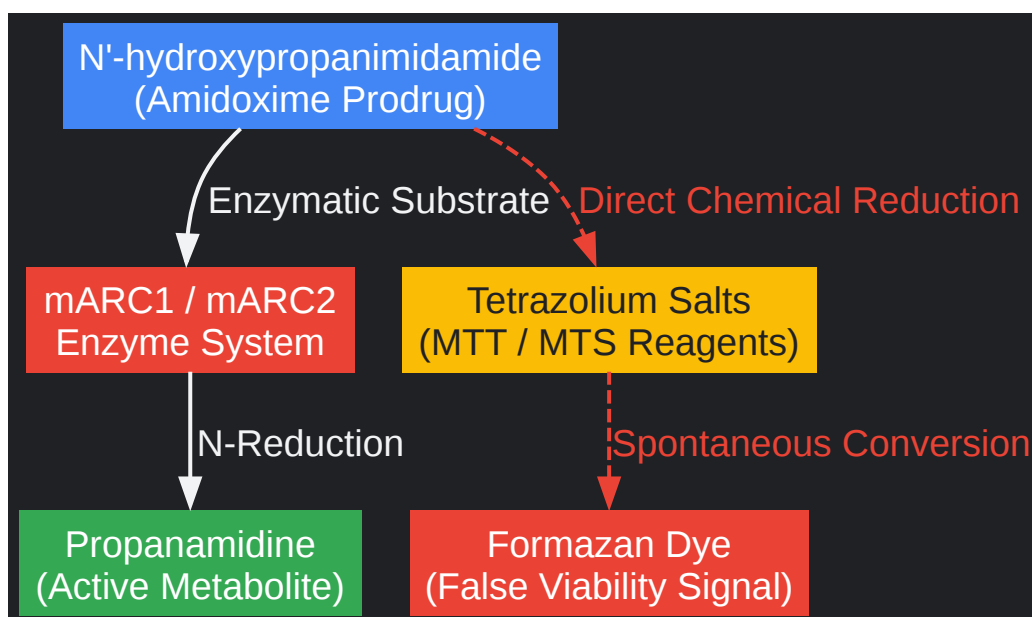 N'-hydroxypropanimidamide
(Amidoxime Prodrug)
Enzymatic Substrate
Direct Chemical Reduction
mARC1 / mARC2
Enzyme System
Tetrazolium Salts
(MTT / MTS Reagents)
N-Reduction
Spontaneous Conversion
Propanamidine
(Active Metabolite)
Formazan Dye
(False Viability Signal)